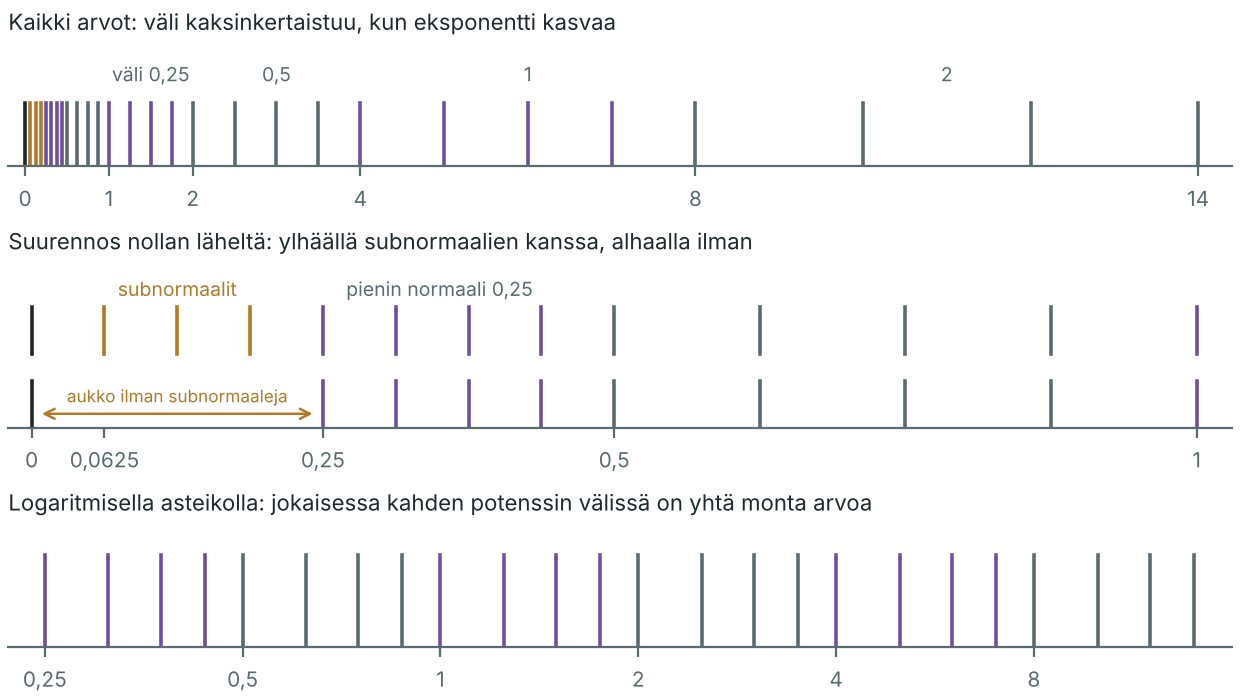 Kaikki arvot: väli kaksinkertaistuu, kun eksponentti kasvaa
väli 0,25 0,5 1 2
0 1 2 4 8 14
Suurennos nollan läheltä: ylhäällä subnormaalien kanssa, alhaalla ilman
subnormaalit pienin normaali 0,25
aukko ilman subnormaaleja
0 0,0625 0,25 0,5 1
Logaritmisella asteikolla: jokaisessa kahden potenssin välissä on yhtä monta arvoa
0,25 0,5 1 2 4 8